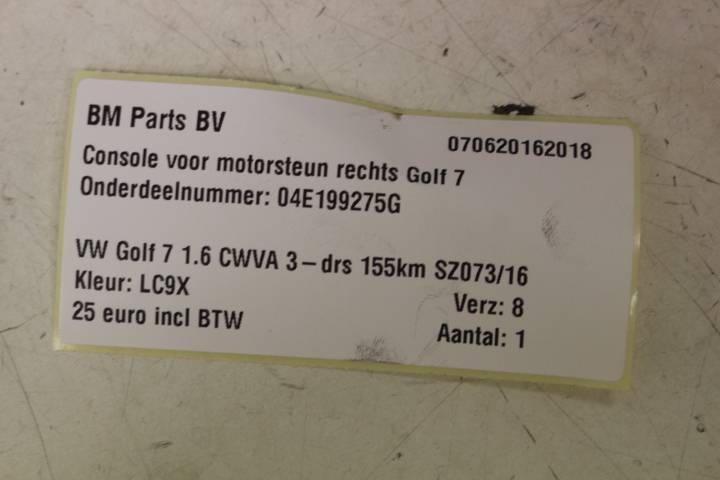 BM Parts BV
070620162018
Console voor motorsteun rechts Golf 7
Onderdeelnummer: 04E199275G
VW Golf 7 1.6 CWVA 3-drs 155km SZ073/16
Kleur: LC9X
Verz: 8
25 euro incl BTW
Aantal: 1